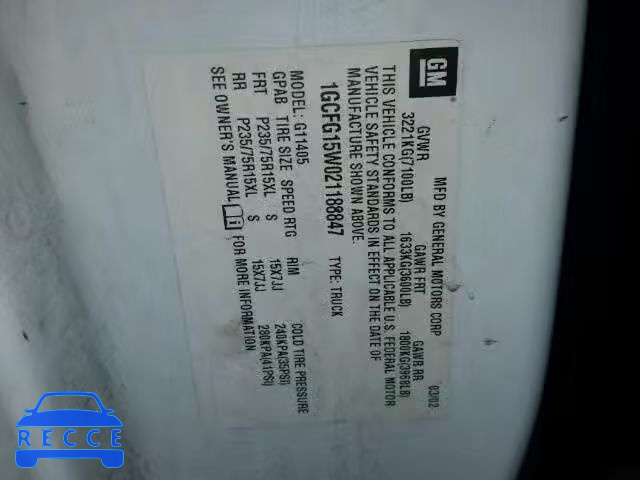 GM
MFD BY GENERAL MOTORS CORP 03/02
GVWR GAWR FRT GAWR RR
3221KG(7100LB) 1633KG(3600LB) 1800KG(3968LB)
THIS VEHICLE CONFORMS TO ALL APPLICABLE U.S. FEDERAL MOTOR
VEHICLE SAFETY STANDARDS IN EFFECT ON THE DATE OF
MANUFACTURE SHOWN ABOVE.
1GCFG15W021188847 TYPE: TRUCK
MODEL: G11405
GPAB TIRE SIZE SPEED RTG RIM COLD TIRE PRESSURE
FRT P235/75R15XL S 15X7JJ 240KPA(35PSI)
RR P235/75R15XL S 15X7JJ 280KPA(41PSI)
SEE OWNER'S MANUAL FOR MORE INFORMATION